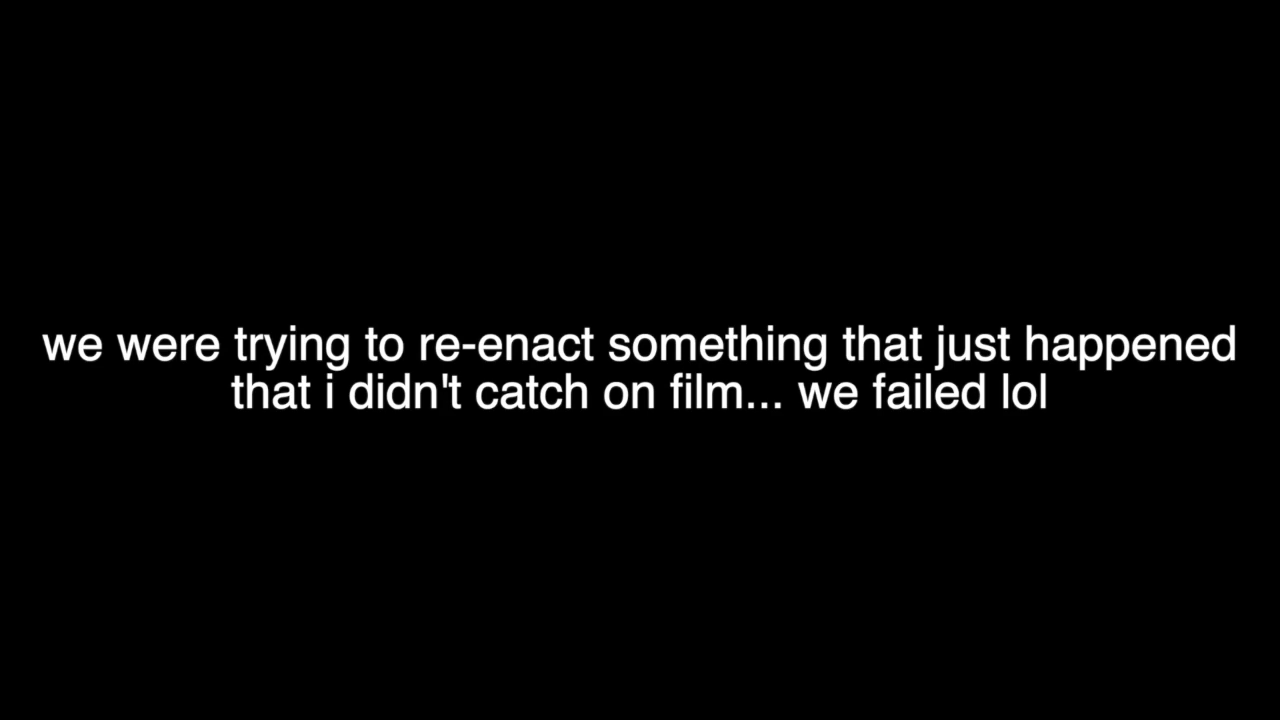 we were trying to re-enact something that just happened
that i didn't catch on film... we failed lol